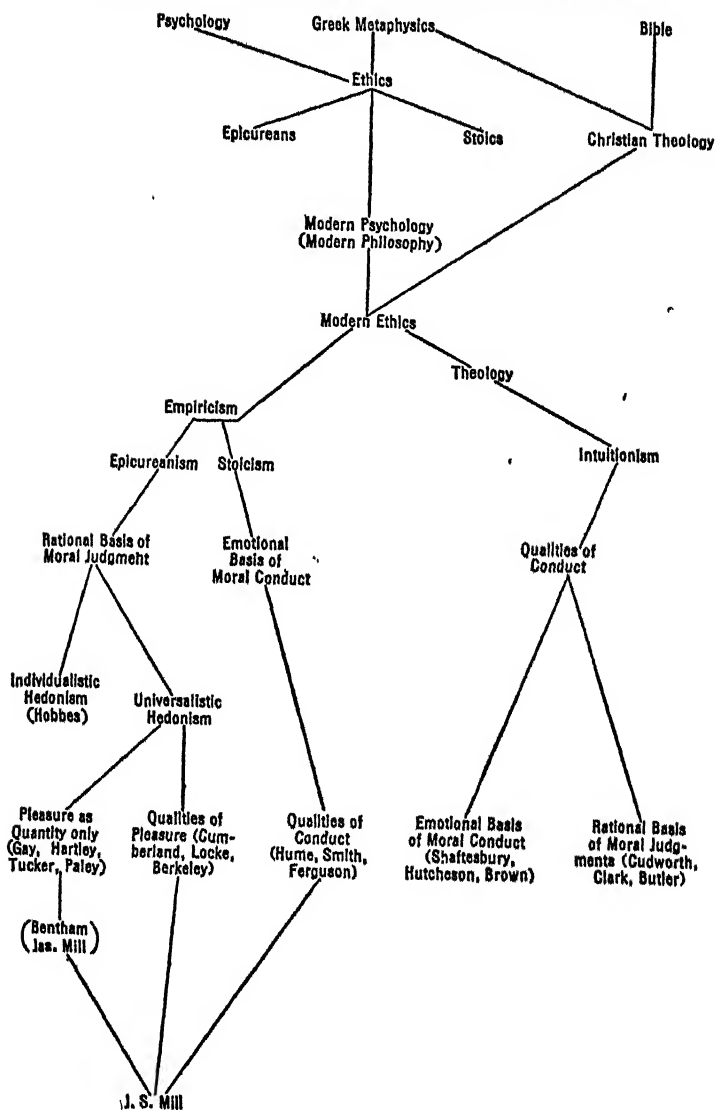 Psychology
Greek Metaphysics
Bible
Ethics
Epicureans
Stoics
Christian Theology
Modern Psychology
(Modern Philosophy)
Modern Ethics
Theology
Empiricism
Epicureanism
Stoicism
Intuitionism
Rational Basis of
Moral Judgment
Emotional
Basis of
Moral Conduct
Qualities of
Conduct
Individualistic
Hedonism
(Hobbes)
Universalistic
Hedonism
Pleasure as
Quantity only
(Gay, Hartley,
Tucker, Paley)
Qualities of
Pleasure (Cum-
berland, Locke,
Berkeley)
Qualities of
Conduct
(Hume, Smith,
Ferguson)
Emotional Basis
of Moral Conduct
(Shaftesbury,
Hutcheson, Brown)
Rational Basis
of Moral Judg-
ments (Cudworth,
Clark, Butler)
(Bentham
Jas. Mill)
J. S. Mill